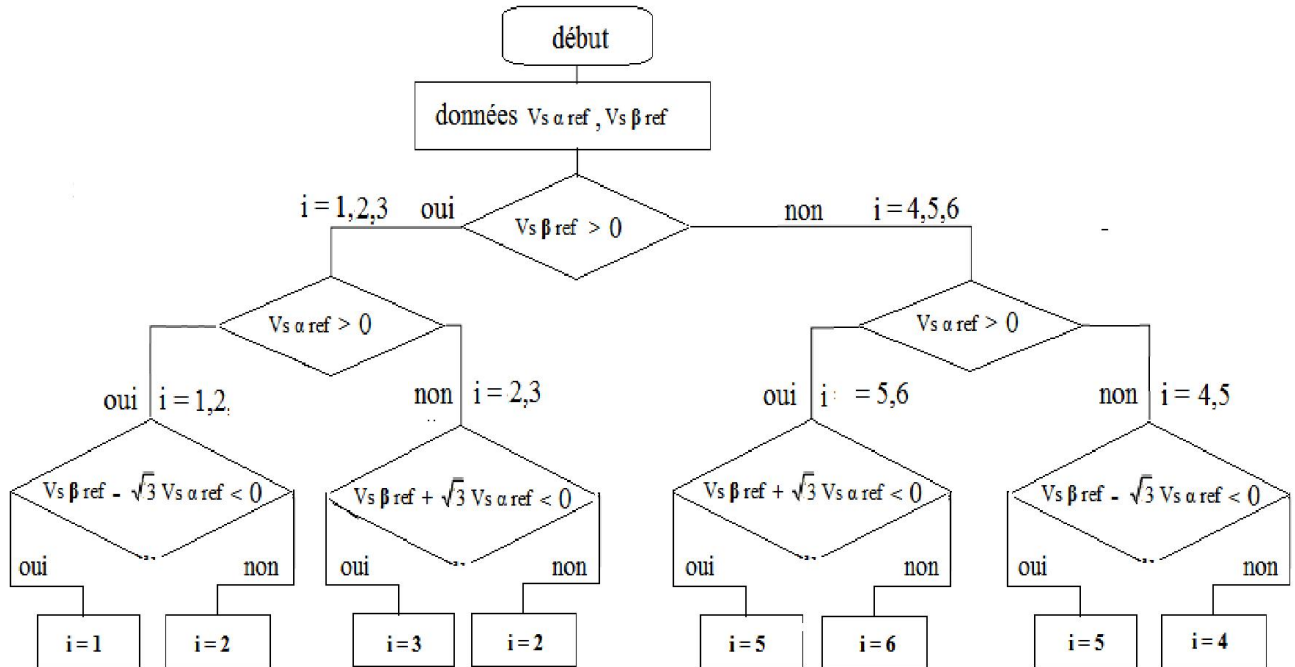 début
données Vs α ref , Vs β ref
i = 1,2,3 oui
Vs β ref > 0
non i = 4,5,6
Vs α ref > 0
Vs α ref > 0
oui i = 1,2,
non i = 2,3
oui i : = 5,6
non i = 4,5
Vs β ref - √3 Vs α ref < 0
Vs β ref + √3 Vs α ref < 0
Vs β ref + √3 Vs α ref < 0
Vs β ref - √3 Vs α ref < 0
oui non oui non oui non oui non
i = 1 i = 2 i = 3 i = 2 i = 5 i = 6 i = 5 i = 4